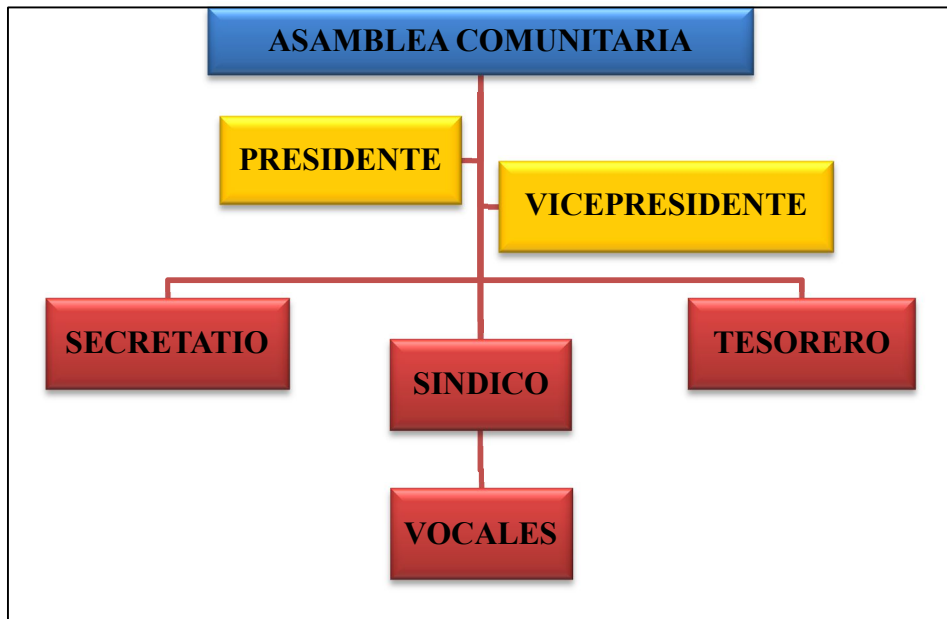 ASAMBLEA COMUNITARIA
PRESIDENTE
VICEPRESIDENTE
SECRETATIO
SINDICO
TESORERO
VOCALES